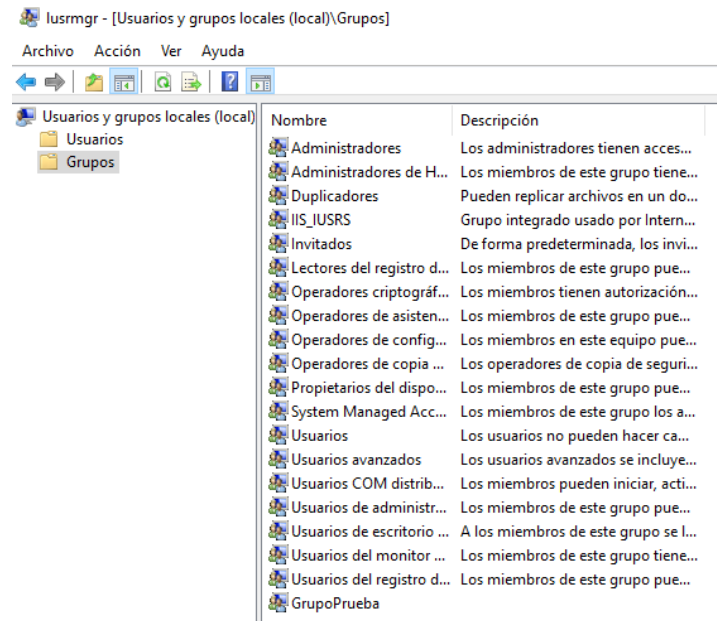 lusrmgr - [Usuarios y grupos locales (local)\Grupos]
Archivo Acción Ver Ayuda
Usuarios y grupos locales (local)
Usuarios
Grupos
Nombre Descripción
Administradores Los administradores tienen acces...
Administradores de H... Los miembros de este grupo tiene...
Duplicadores Pueden replicar archivos en un do...
IIS_IUSRS Grupo integrado usado por Intern...
Invitados De forma predeterminada, los invi...
Lectores del registro d... Los miembros de este grupo pue...
Operadores criptográf... Los miembros tienen autorización...
Operadores de asisten... Los miembros de este grupo pue...
Operadores de config... Los miembros en este equipo pue...
Operadores de copia ... Los operadores de copia de seguri...
Propietarios del dispo... Los miembros de este grupo pue...
System Managed Acc... Los miembros de este grupo los a...
Usuarios Los usuarios no pueden hacer ca...
Usuarios avanzados Los usuarios avanzados se incluye...
Usuarios COM distrib... Los miembros pueden iniciar, acti...
Usuarios de administr... Los miembros de este grupo pue...
Usuarios de escritorio ... A los miembros de este grupo se l...
Usuarios del monitor ... Los miembros de este grupo tiene...
Usuarios del registro d... Los miembros de este grupo pue...
GrupoPrueba